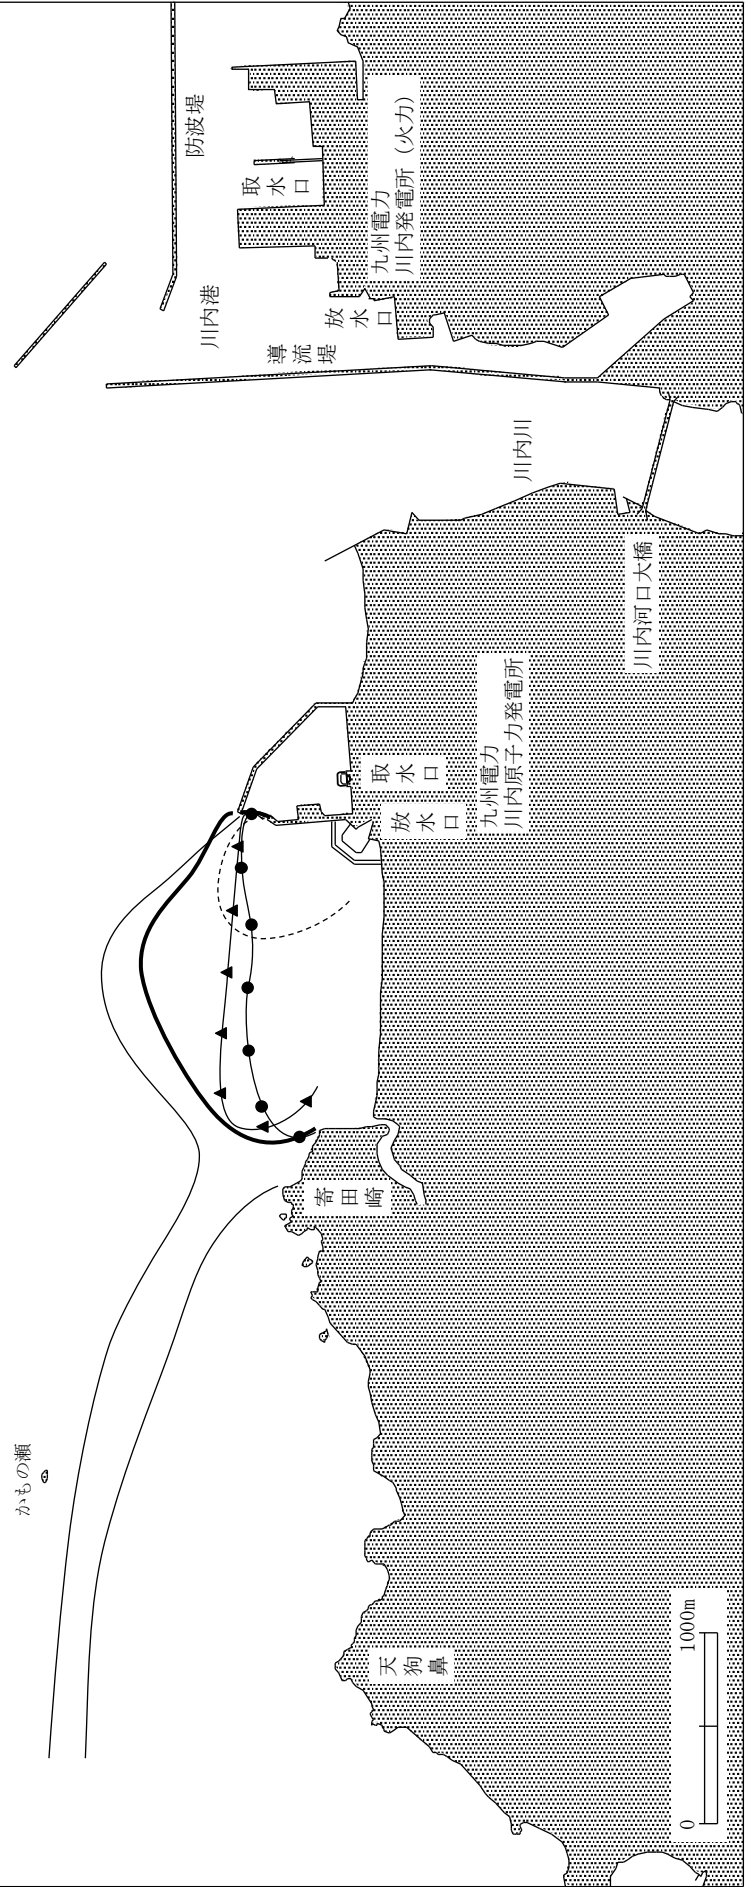 かもの瀬
防波堤
川内港
取水口
九州電力
川内発電所（火力）
放水口
導流堤
川内川
川内河口大橋
取水口
放水口
九州電力
川内原子力発電所
寄田崎
天狗鼻
0 1000m